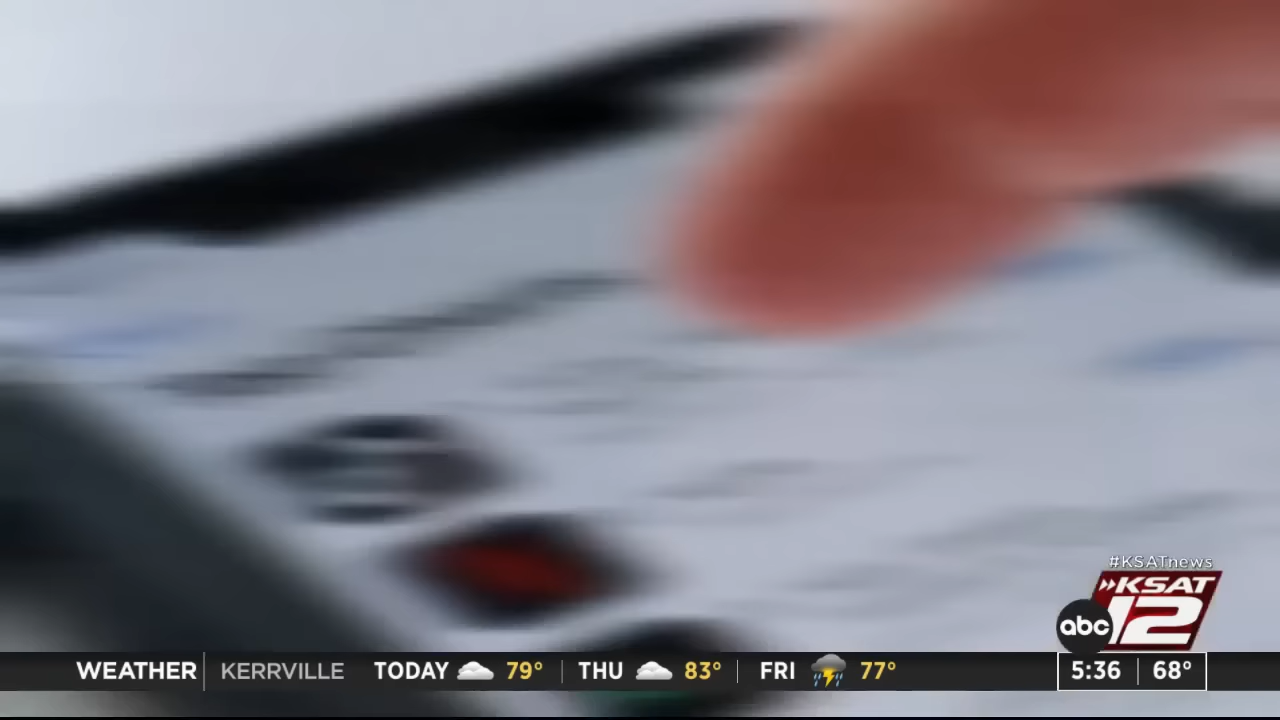 #KSATnews
»KSAT
abc 12
WEATHER KERRVILLE TODAY 79° THU 83° FRI 77° 5:36 68°